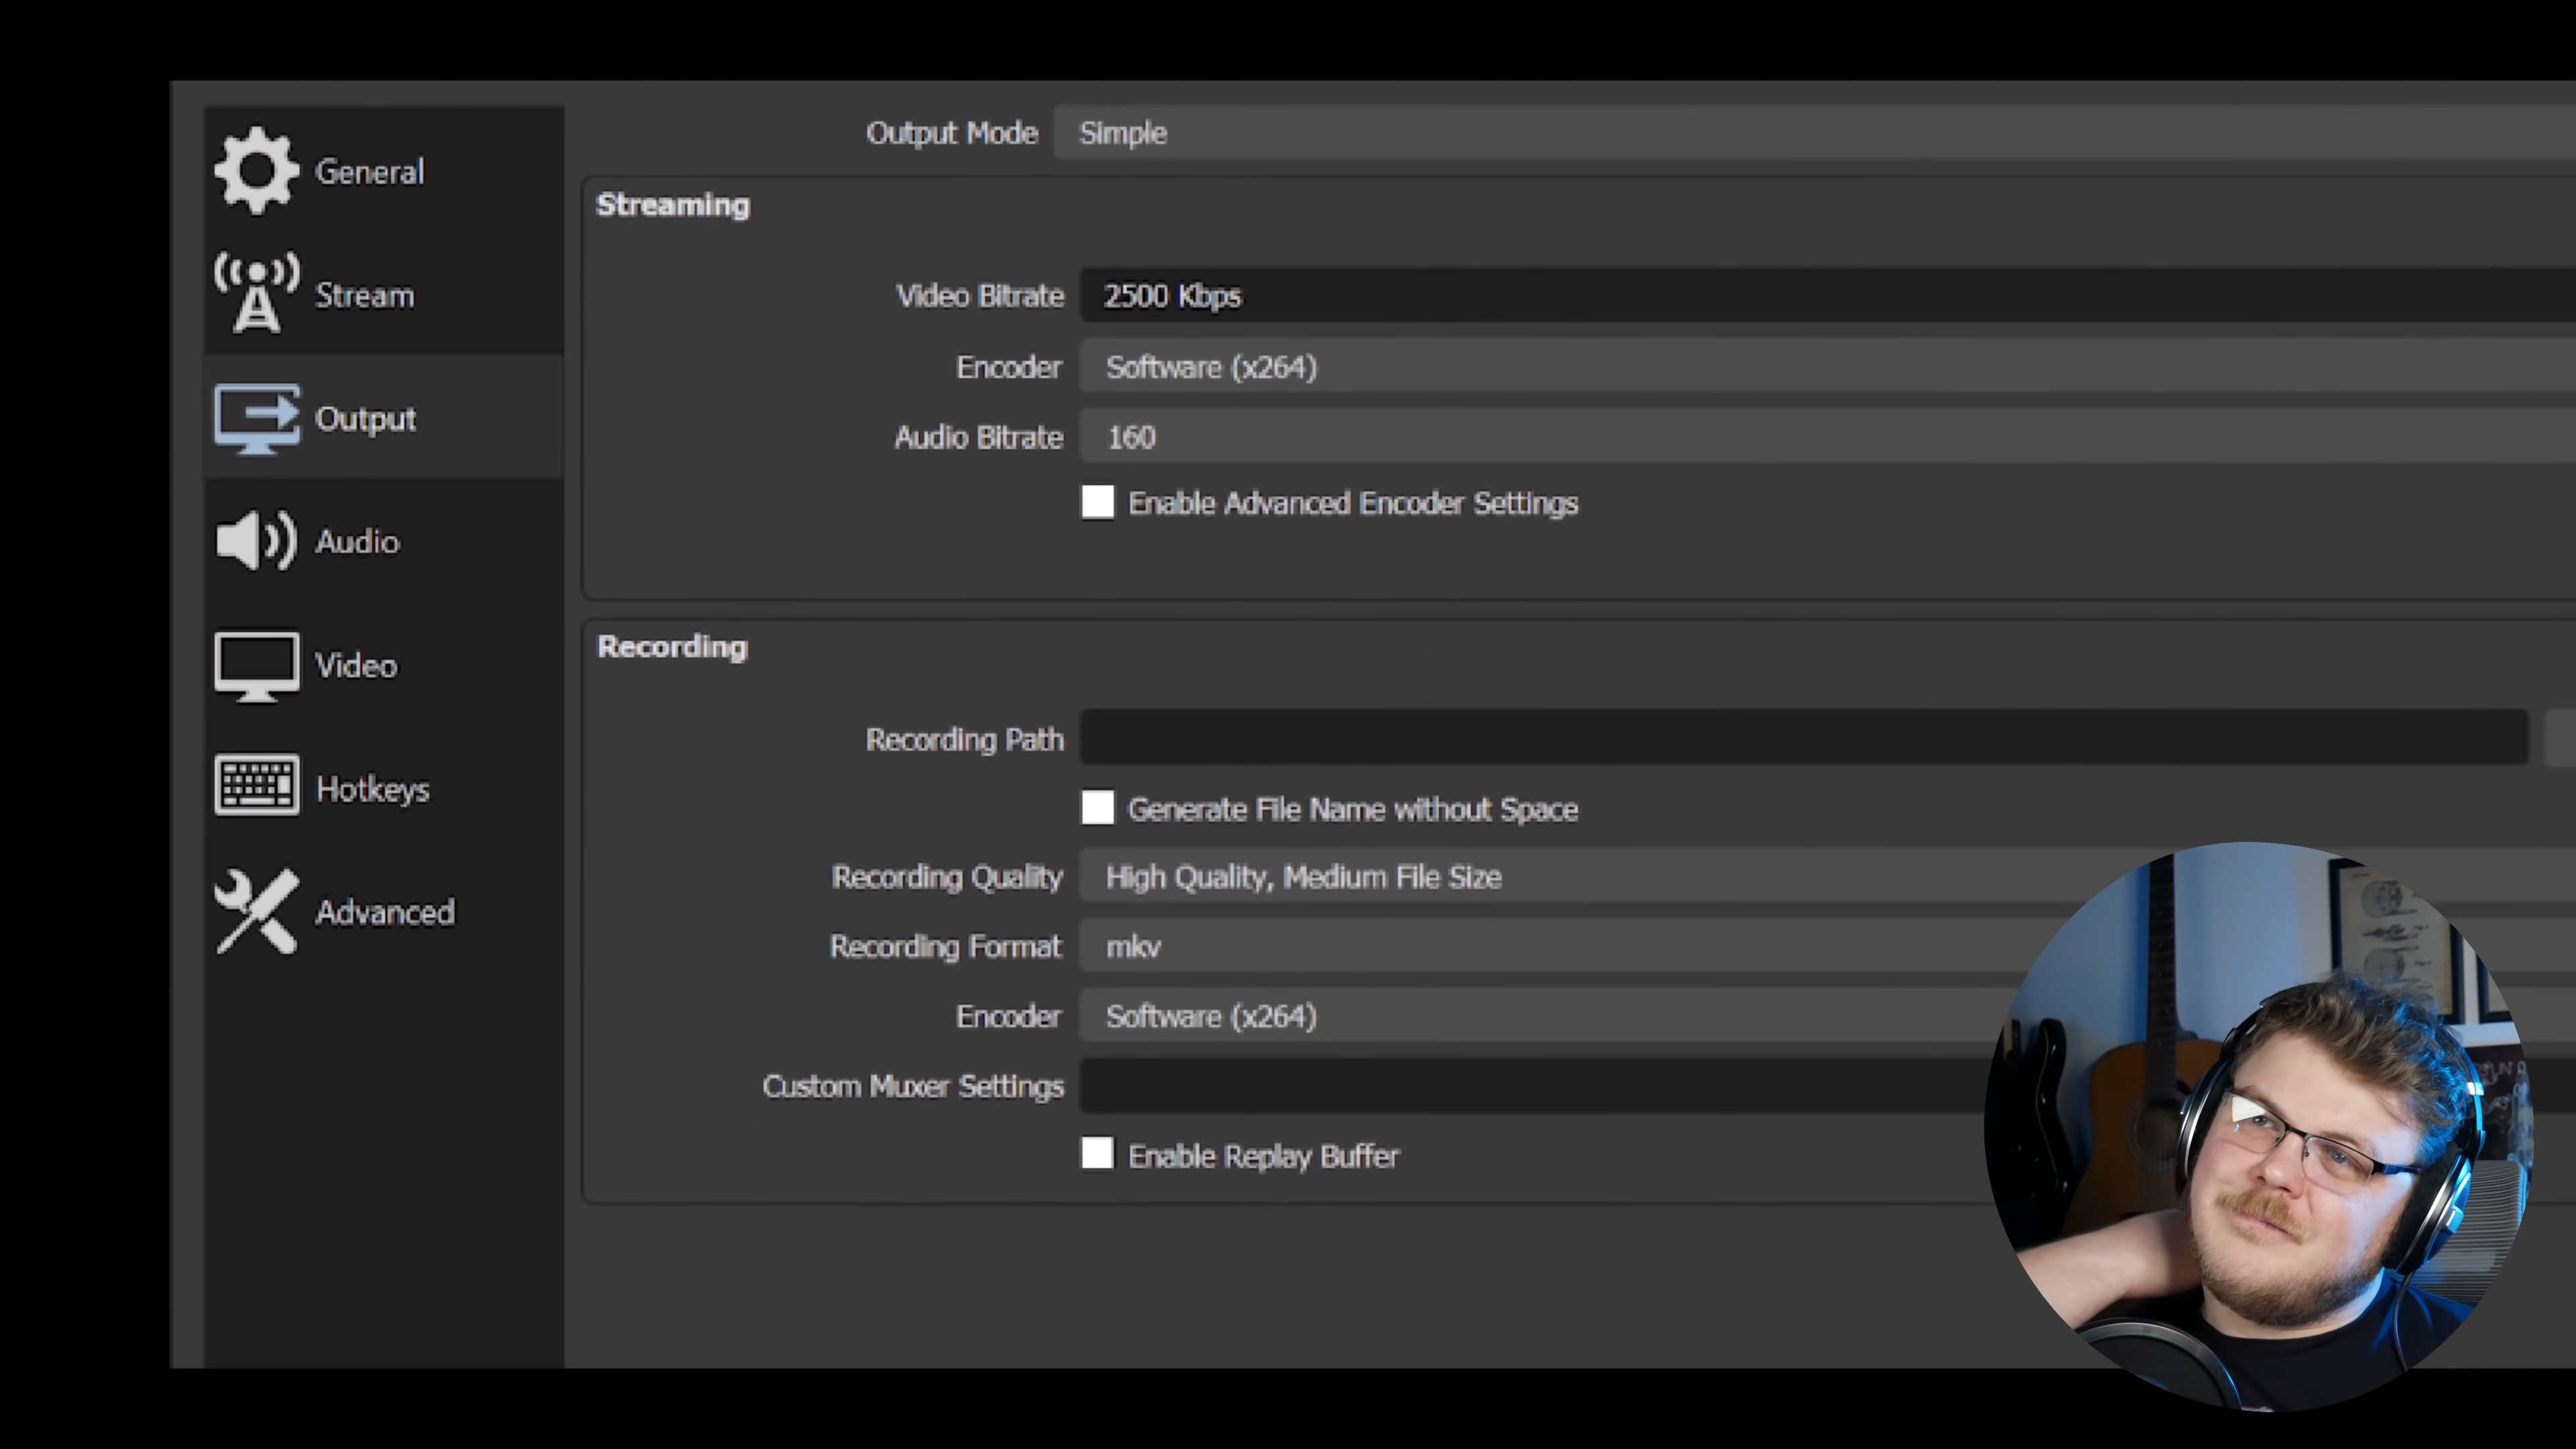 General
Stream
Output
Audio
Video
Hotkeys
Advanced
Output Mode Simple
Streaming
Video Bitrate 2500 Kbps
Encoder Software (x264)
Audio Bitrate 160
Enable Advanced Encoder Settings
Recording
Recording Path
Generate File Name without Space
Recording Quality High Quality, Medium File Size
Recording Format mkv
Encoder Software (x264)
Custom Muxer Settings
Enable Replay Buffer